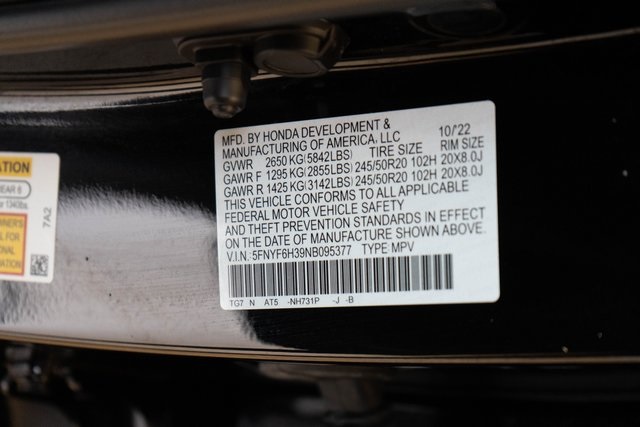 MFD. BY HONDA DEVELOPMENT &
MANUFACTURING OF AMERICA, LLC 10/'22
GVWR 2650 KG(5842LBS) TIRE SIZE RIM SIZE
GAWR F 1295 KG(2855LBS) 245/50R20 102H 20X8.0J
GAWR R 1425 KG(3142LBS) 245/50R20 102H 20X8.0J
THIS VEHICLE CONFORMS TO ALL APPLICABLE
FEDERAL MOTOR VEHICLE SAFETY
AND THEFT PREVENTION STANDARDS IN EFFECT
ON THE DATE OF MANUFACTURE SHOWN ABOVE.
V.I.N. 5FNYF6H39NB095377 TYPE MPV
TG7 N AT5 -NH731P -J -B
ATION
EAR 6
7A2